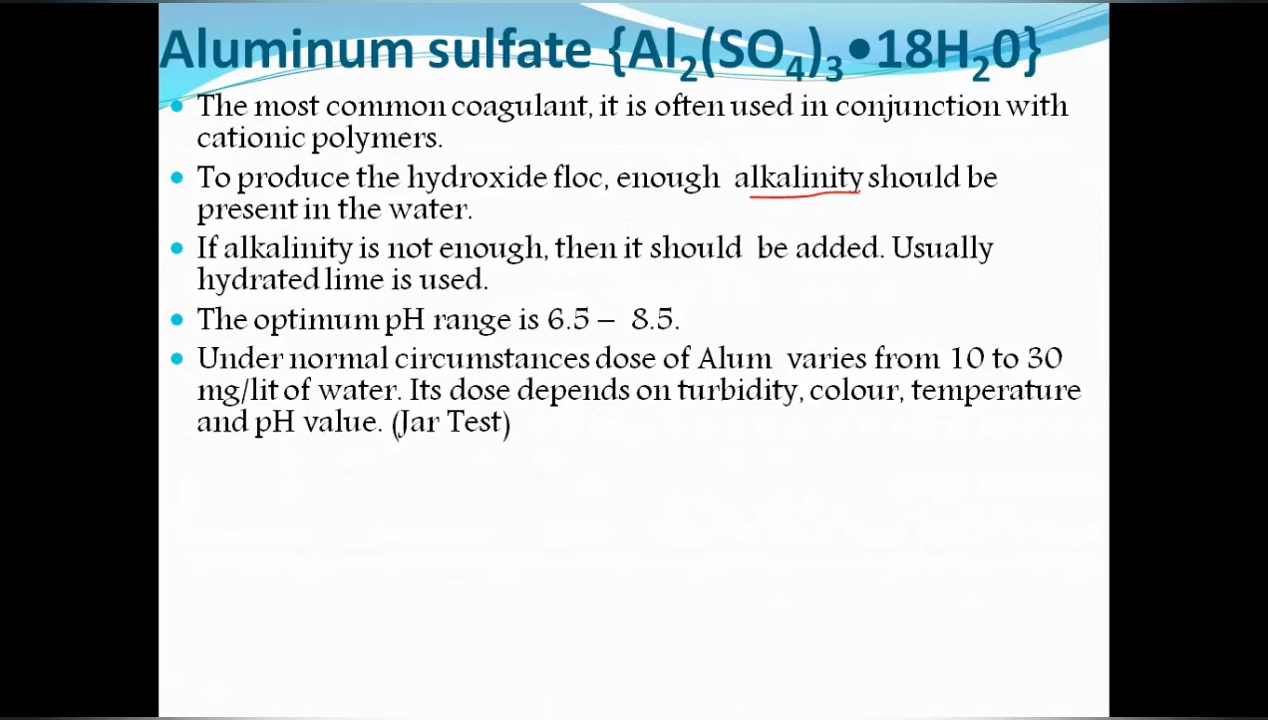 Aluminum sulfate {Al₂(SO₄)₃•18H₂0}
• The most common coagulant, it is often used in conjunction with
cationic polymers.
• To produce the hydroxide floc, enough alkalinity should be
present in the water.
• If alkalinity is not enough, then it should be added. Usually
hydrated lime is used.
• The optimum pH range is 6.5 – 8.5.
• Under normal circumstances dose of Alum varies from 10 to 30
mg/lit of water. Its dose depends on turbidity, colour, temperature
and pH value. (Jar Test)